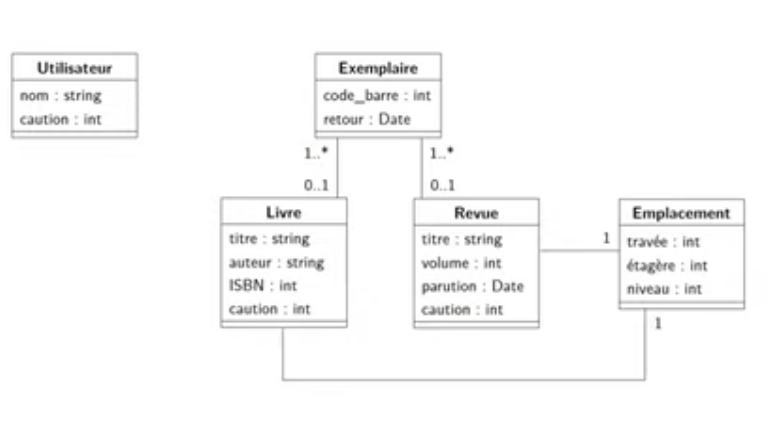 Utilisateur
nom : string
caution : int
Exemplaire
code_barre : int
retour : Date
1..*
1..*
0..1
0..1
Livre
titre : string
auteur : string
ISBN : int
caution : int
Revue
titre : string
volume : int
parution : Date
caution : int
1
Emplacement
travée : int
étagère : int
niveau : int
1